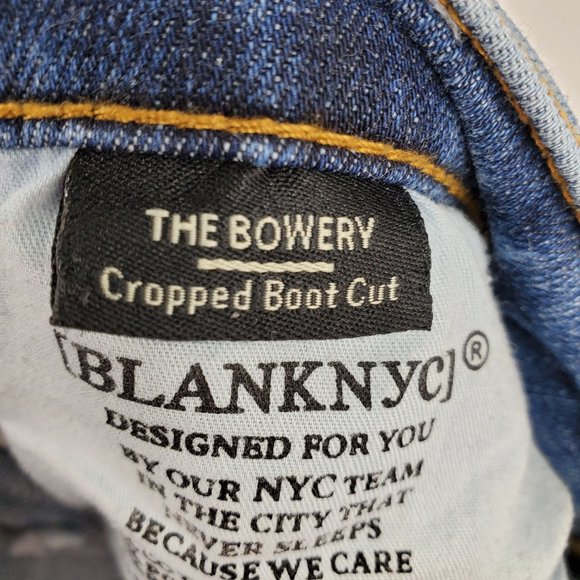 THE BOWERY
Cropped Boot Cut
[BLANKNYC]®
DESIGNED FOR YOU
BY OUR NYC TEAM
IN THE CITY THAT
NEVER SLEEPS
BECAUSE WE CARE